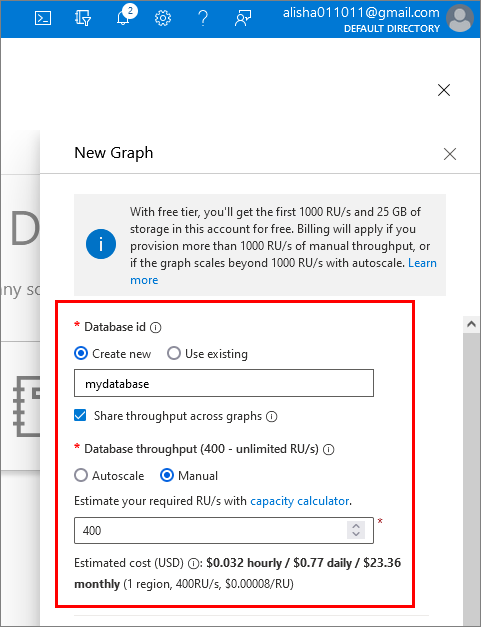 2
alisha011011@gmail.com
DEFAULT DIRECTORY
New Graph
With free tier, you'll get the first 1000 RU/s and 25 GB of
storage in this account for free. Billing will apply if you
provision more than 1000 RU/s of manual throughput, or
if the graph scales beyond 1000 RU/s with autoscale. Learn
more
D
any so
* Database id
Create new Use existing
mydatabase
Share throughput across graphs
* Database throughput (400 - unlimited RU/s)
Autoscale Manual
Estimate your required RU/s with capacity calculator.
400 *
Estimated cost (USD) : $0.032 hourly / $0.77 daily / $23.36
monthly (1 region, 400RU/s, $0.00008/RU)